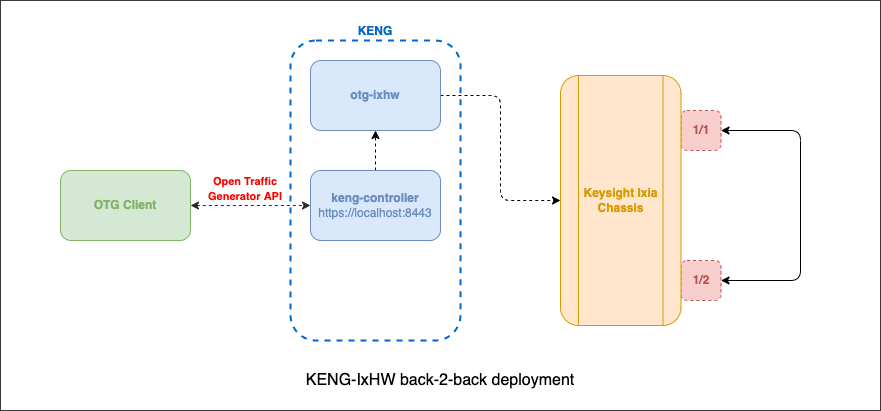 KENG
otg-ixhw
1/1
Open Traffic
Generator API
OTG Client
keng-controller
https://localhost:8443
Keysight Ixia
Chassis
1/2
KENG-IxHW back-2-back deployment